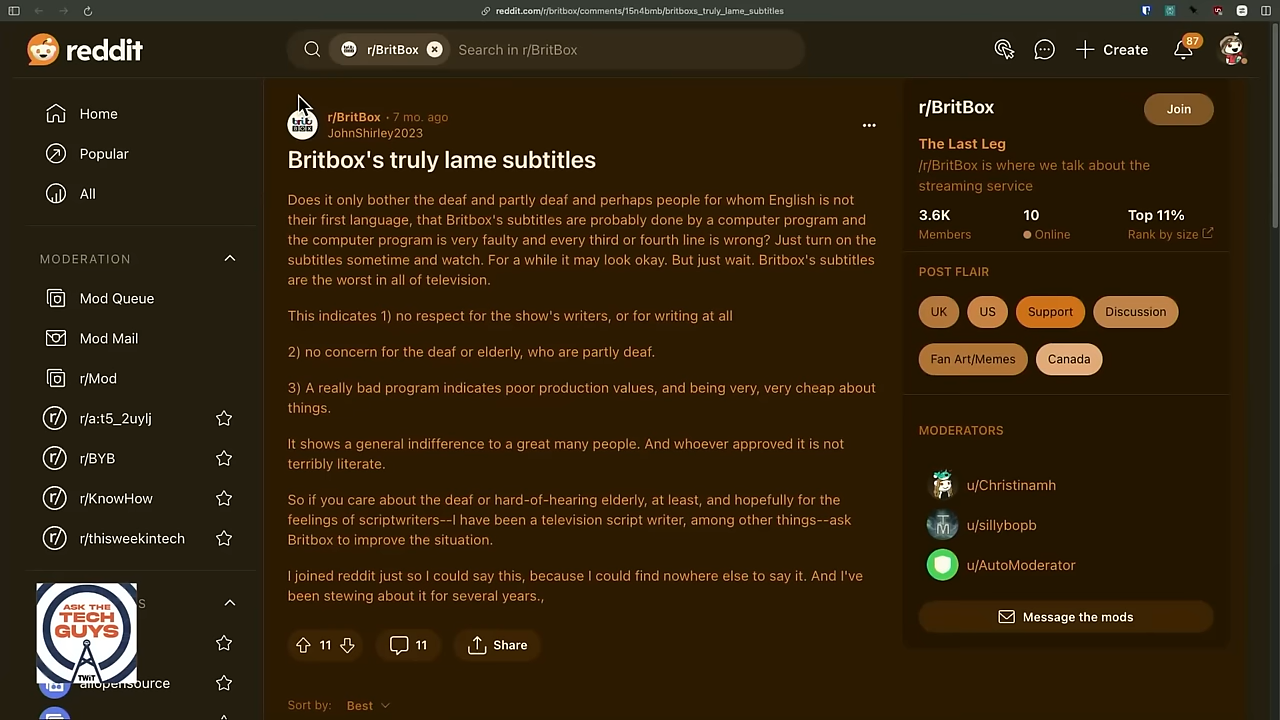 reddit.com/r/britbox/comments/15n4bmb/britboxs_truly_lame_subtitles
reddit
r/BritBox
Search in r/BritBox
Create
87
Home
Popular
All
MODERATION
Mod Queue
Mod Mail
r/Mod
r/a:t5_2uylj
r/BYB
r/KnowHow
r/thisweekintech
S
ASK THE
TECH
GUYS
TWiT
allopensource
brit
BOX
r/BritBox · 7 mo. ago
JohnShirley2023
Britbox's truly lame subtitles
Does it only bother the deaf and partly deaf and perhaps people for whom English is not
their first language, that Britbox's subtitles are probably done by a computer program and
the computer program is very faulty and every third or fourth line is wrong? Just turn on the
subtitles sometime and watch. For a while it may look okay. But just wait. Britbox's subtitles
are the worst in all of television.
This indicates 1) no respect for the show's writers, or for writing at all
2) no concern for the deaf or elderly, who are partly deaf.
3) A really bad program indicates poor production values, and being very, very cheap about
things.
It shows a general indifference to a great many people. And whoever approved it is not
terribly literate.
So if you care about the deaf or hard-of-hearing elderly, at least, and hopefully for the
feelings of scriptwriters--I have been a television script writer, among other things--ask
Britbox to improve the situation.
I joined reddit just so I could say this, because I could find nowhere else to say it. And I've
been stewing about it for several years.,
11
11
Share
Sort by: Best
r/BritBox
Join
The Last Leg
/r/BritBox is where we talk about the
streaming service
3.6K
10
Top 11%
Members
Online
Rank by size
POST FLAIR
UK
US
Support
Discussion
Fan Art/Memes
Canada
MODERATORS
u/Christinamh
u/sillybopb
u/AutoModerator
Message the mods